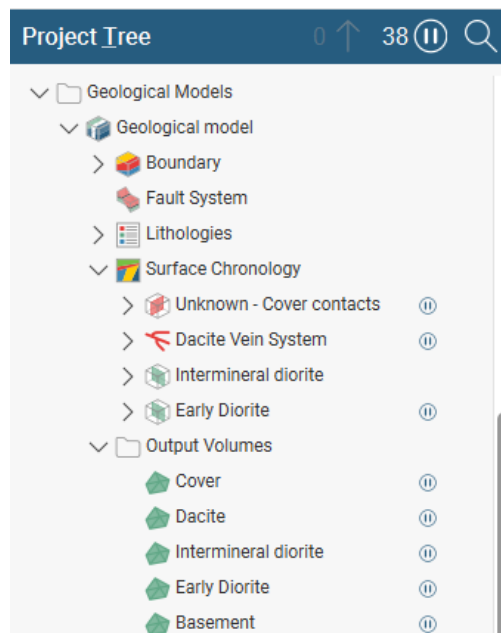 Project Tree 0 38
Geological Models
Geological model
Boundary
Fault System
Lithologies
Surface Chronology
Unknown - Cover contacts
Dacite Vein System
Intermineral diorite
Early Diorite
Output Volumes
Cover
Dacite
Intermineral diorite
Early Diorite
Basement